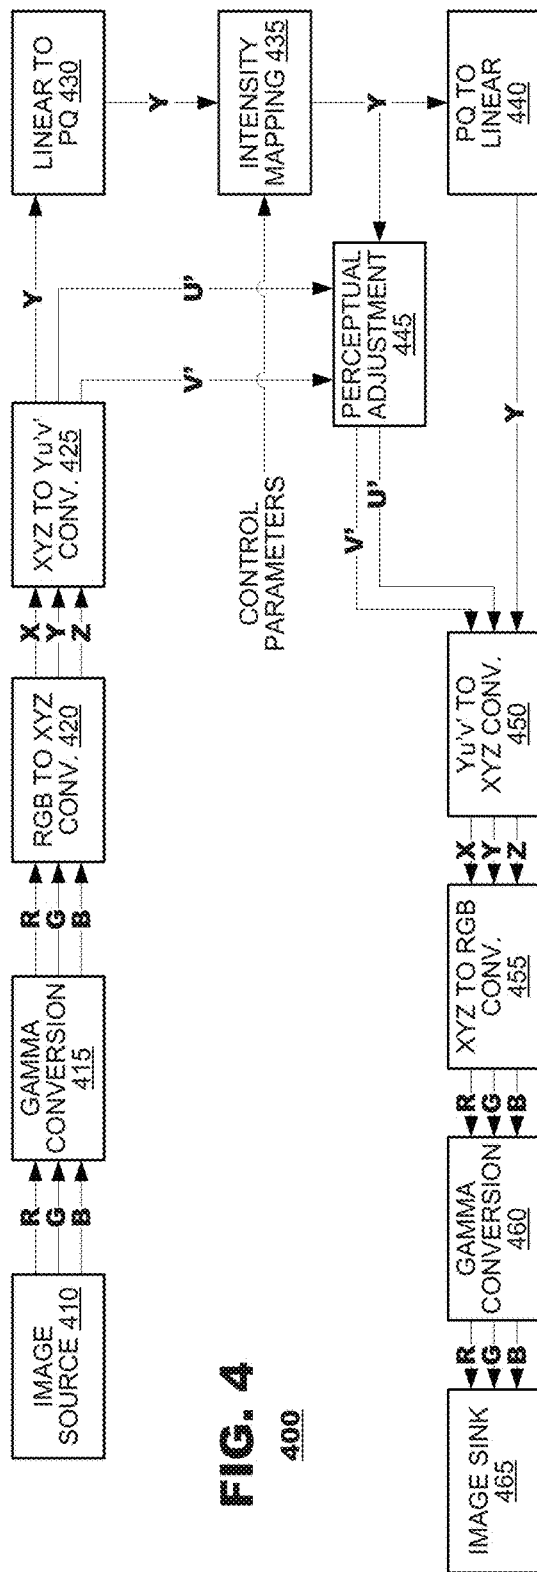 IMAGE
SOURCE 410
R
G
B
GAMMA
CONVERSION
415
R
G
B
RGB TO XYZ
CONV. 420
X
Y
Z
XYZ TO Yu'v'
CONV. 425
Y
U'
V'
LINEAR TO
PQ 430
Y
INTENSITY
MAPPING 435
CONTROL
PARAMETERS
Y
PERCEPTUAL
ADJUSTMENT
445
V'
U'
PQ TO
LINEAR
440
Y
Yu'v' TO
XYZ CONV.
450
X
Y
Z
XYZ TO RGB
CONV.
455
R
G
B
GAMMA
CONVERSION
460
R
G
B
IMAGE SINK
465
FIG. 4
400